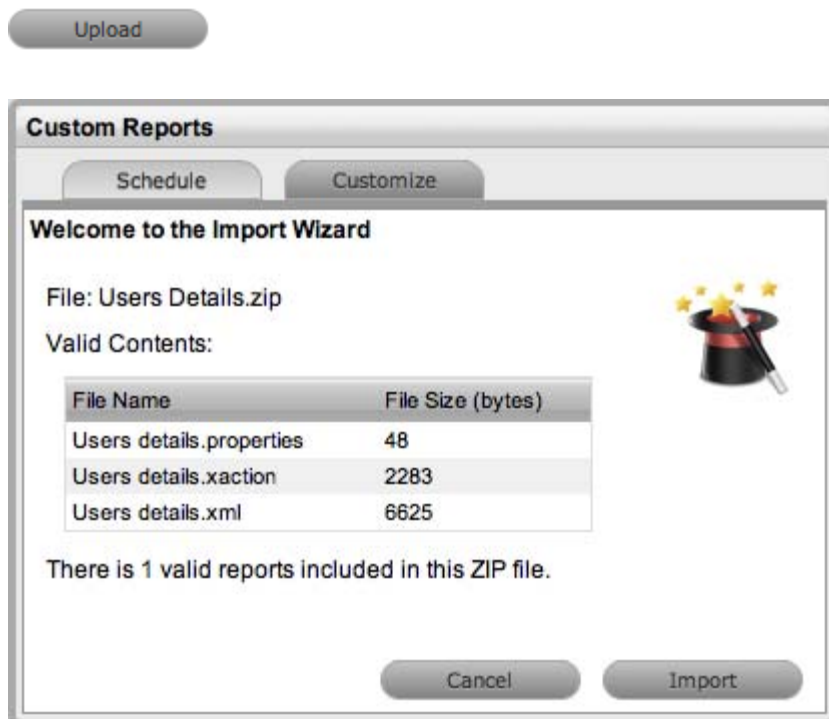 Upload
Custom Reports
Schedule Customize
Welcome to the Import Wizard
File: Users Details.zip
Valid Contents:
File Name File Size (bytes)
Users details.properties 48
Users details.xaction 2283
Users details.xml 6625
There is 1 valid reports included in this ZIP file.
Cancel Import